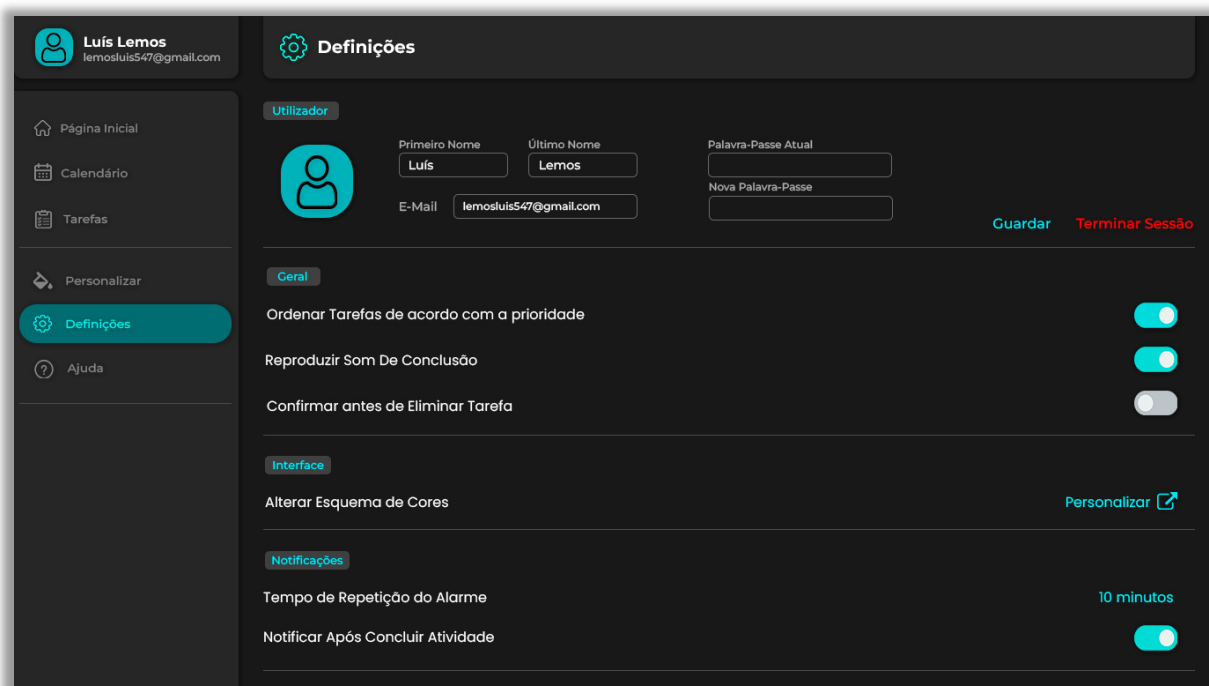 Luís Lemos
lemosluis547@gmail.com
Página Inicial
Calendário
Tarefas
Personalizar
Definições
Ajuda
Definições
Utilizador
Primeiro Nome
Luís
Último Nome
Lemos
E-Mail
lemosluis547@gmail.com
Palavra-Passe Atual
Nova Palavra-Passe
Guardar
Terminar Sessão
Geral
Ordenar Tarefas de acordo com a prioridade
Reproduzir Som De Conclusão
Confirmar antes de Eliminar Tarefa
Interface
Alterar Esquema de Cores
Personalizar
Notificações
Tempo de Repetição do Alarme
10 minutos
Notificar Após Concluir Atividade